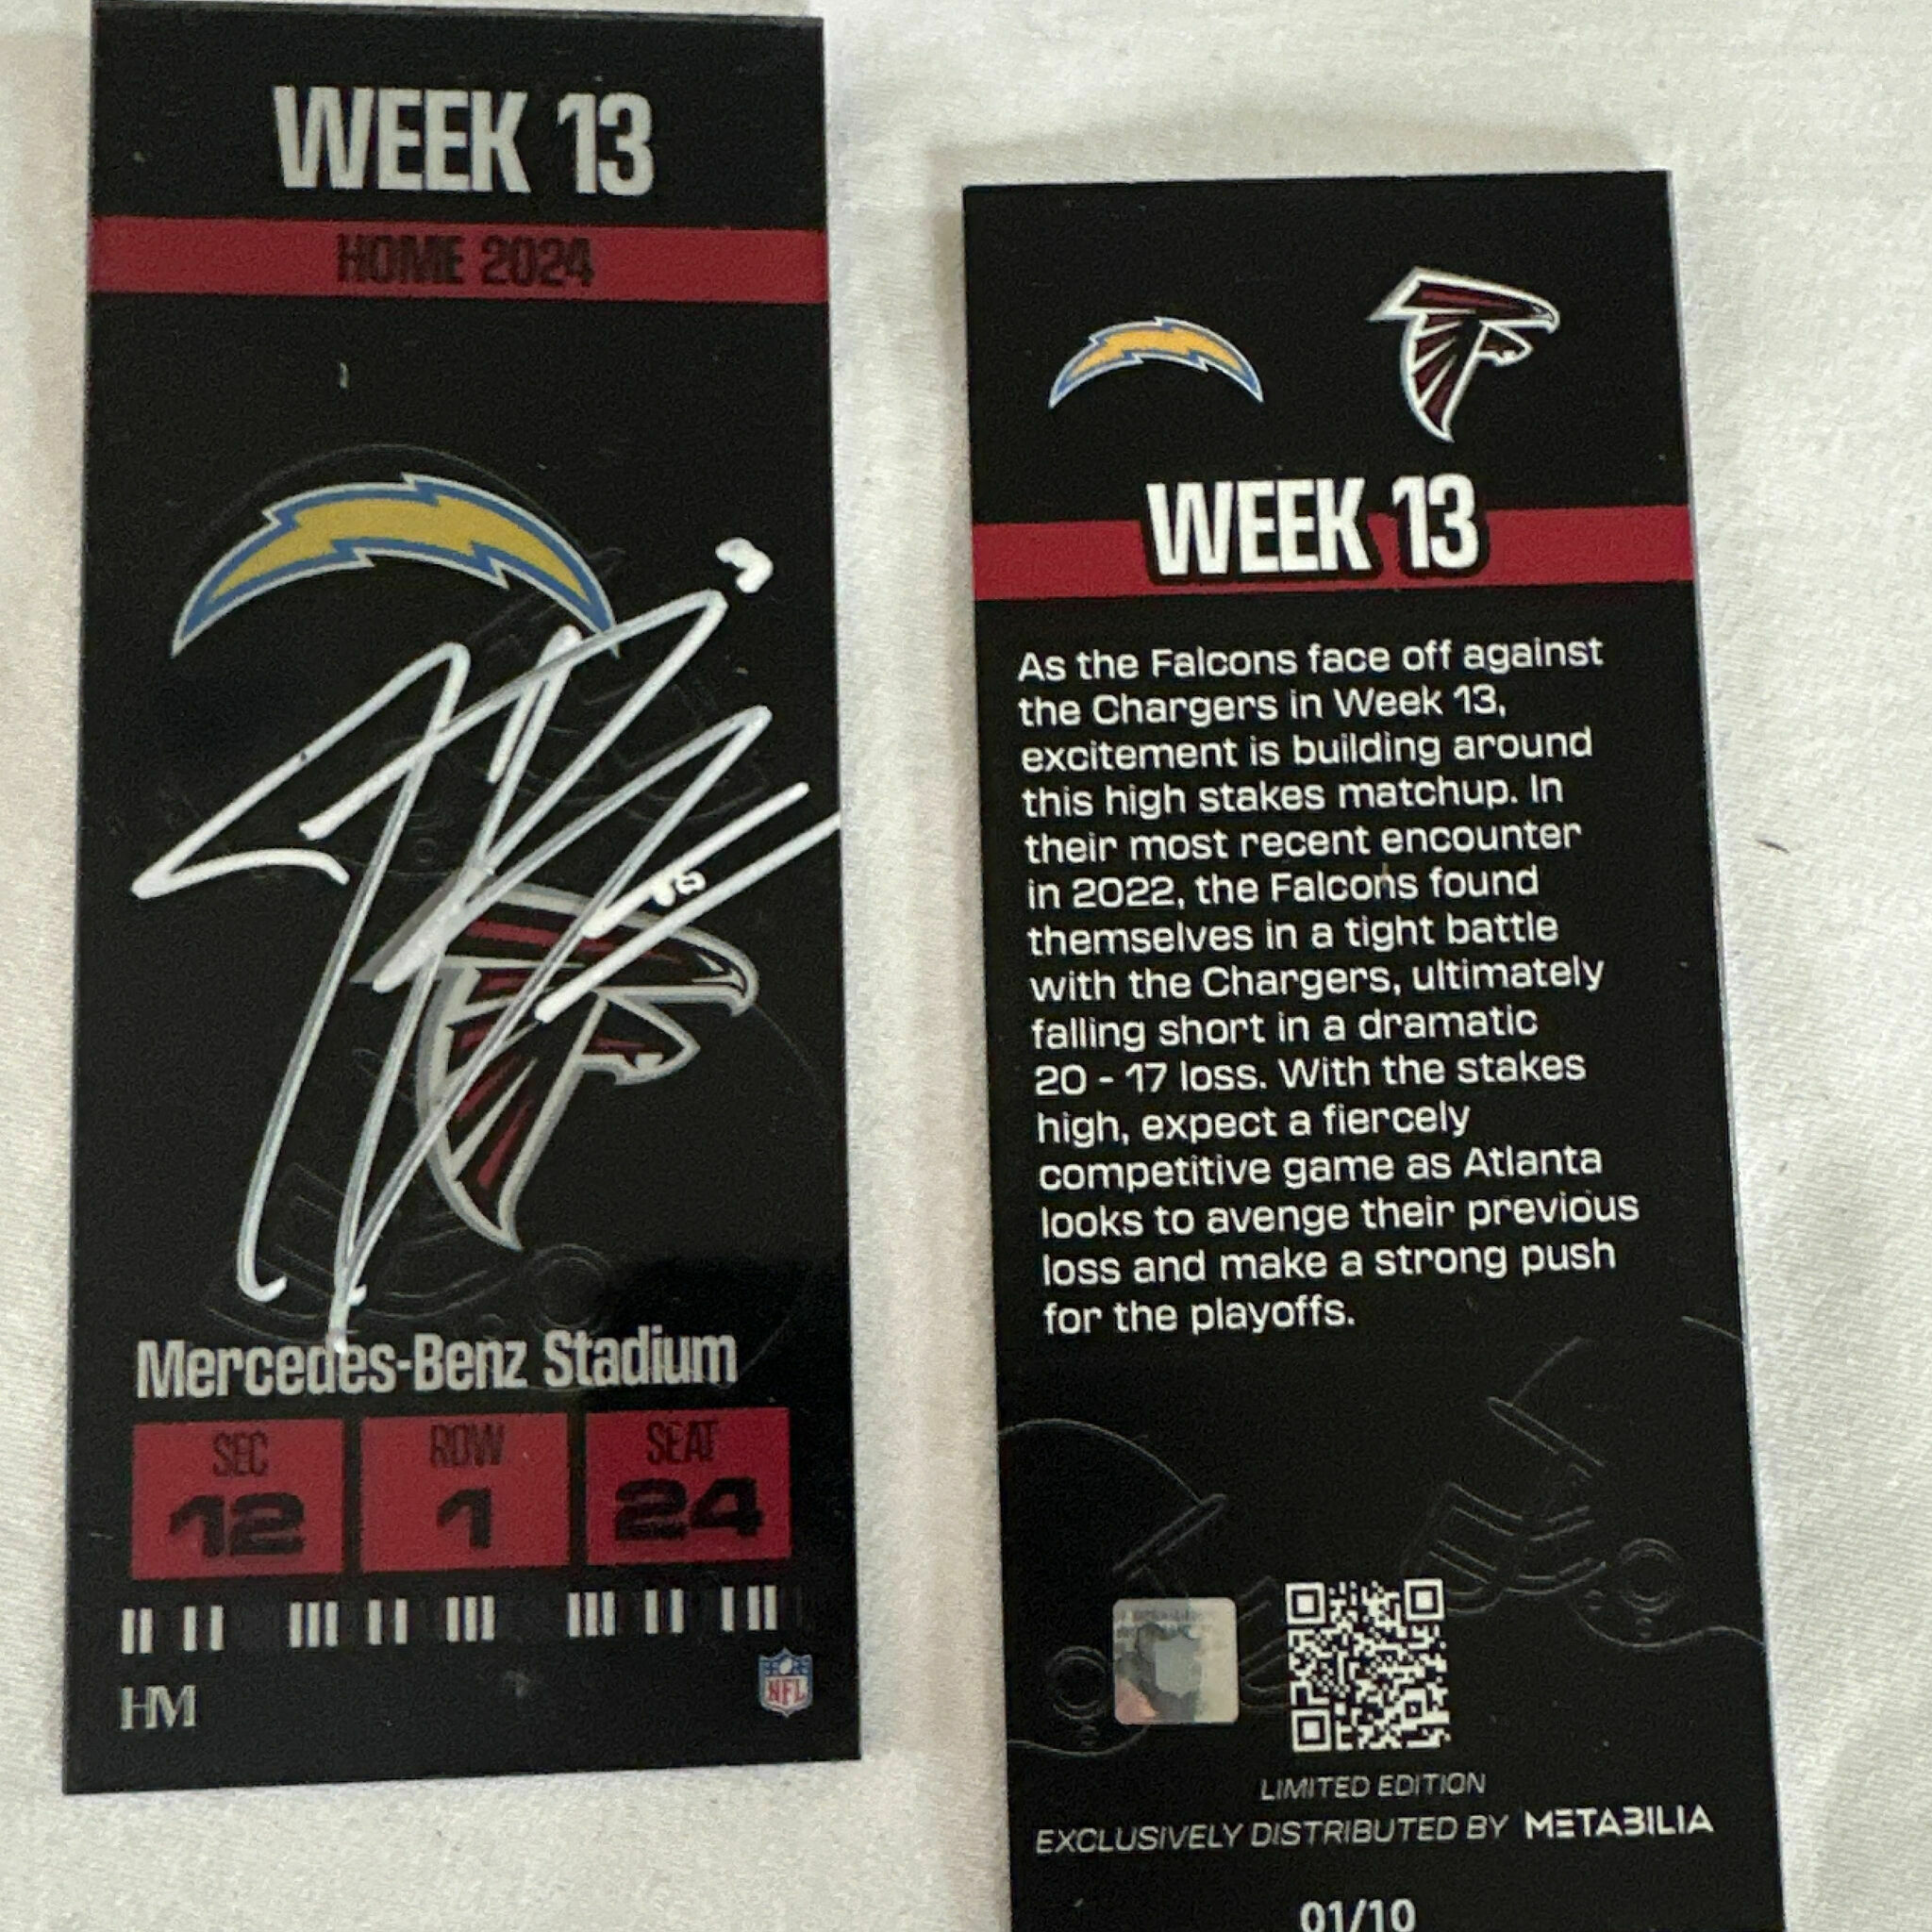 WEEK 13
HOME 2024
Mercedes-Benz Stadium
SEC
12
ROW
1
SEAT
24
HM
NFL
WEEK 13
As the Falcons face off against
the Chargers in Week 13,
excitement is building around
this high stakes matchup. In
their most recent encounter
in 2022, the Falcons found
themselves in a tight battle
with the Chargers, ultimately
falling short in a dramatic
20 - 17 loss. With the stakes
high, expect a fiercely
competitive game as Atlanta
looks to avenge their previous
loss and make a strong push
for the playoffs.
LIMITED EDITION
EXCLUSIVELY DISTRIBUTED BY METABILIA
01/10